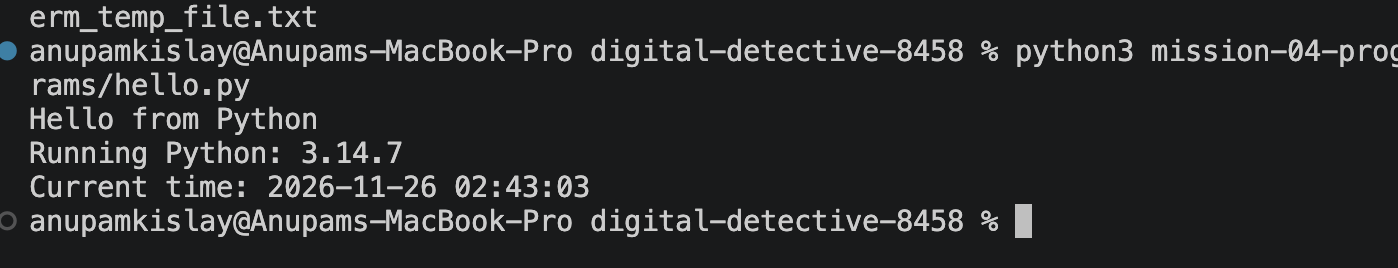 erm_temp_file.txt
anupamkislay@Anupams-MacBook-Pro digital-detective-8458 % python3 mission-04-prog
rams/hello.py
Hello from Python
Running Python: 3.14.7
Current time: 2026-11-26 02:43:03
anupamkislay@Anupams-MacBook-Pro digital-detective-8458 %